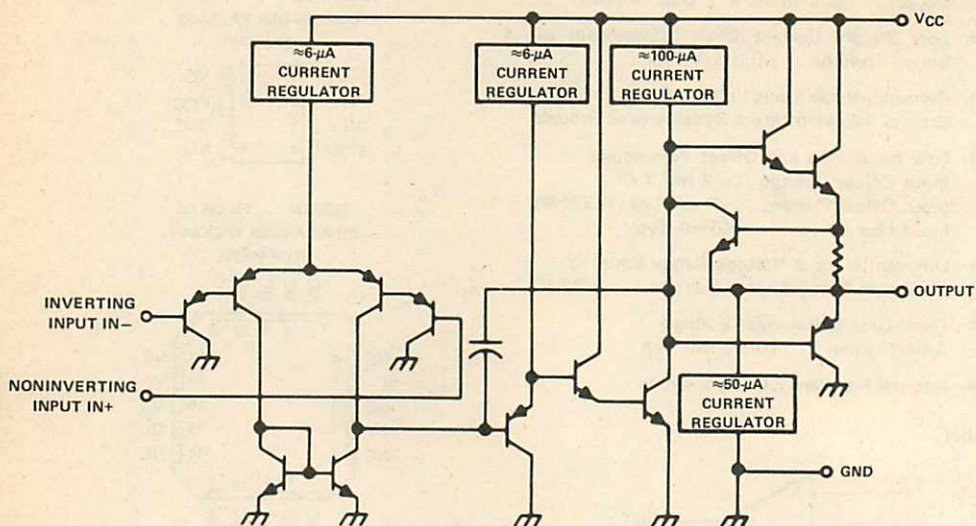 VCC
≈6-μA
CURRENT
REGULATOR
≈6-μA
CURRENT
REGULATOR
≈100-μA
CURRENT
REGULATOR
INVERTING
INPUT IN−
OUTPUT
NONINVERTING
INPUT IN+
≈50-μA
CURRENT
REGULATOR
GND